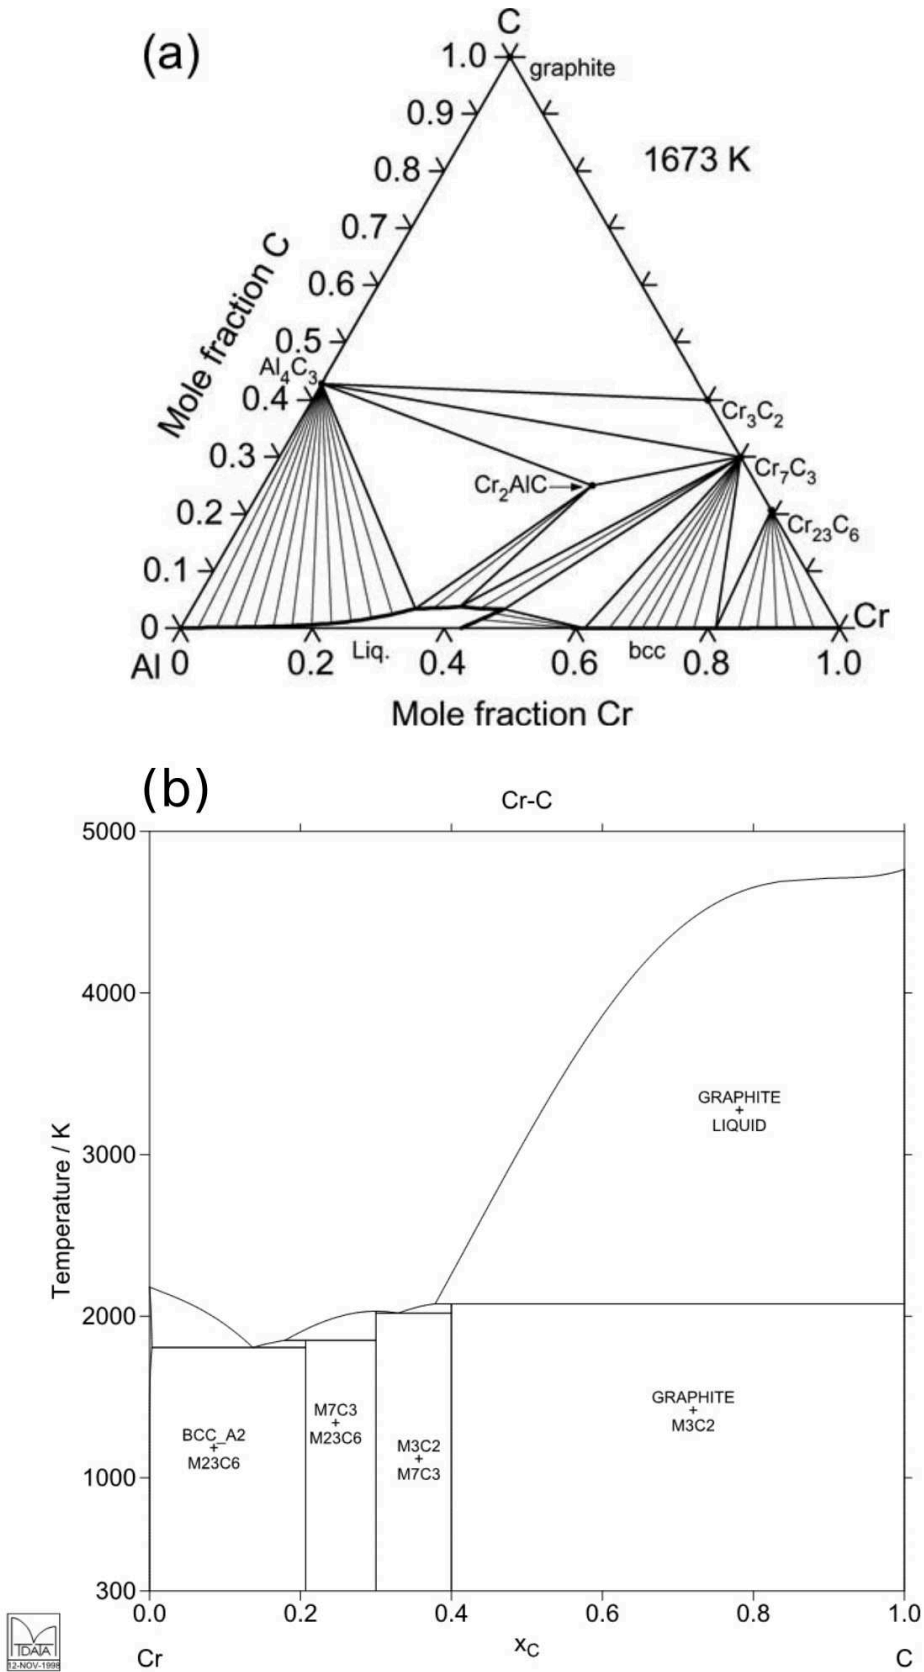 (a)
C
1.0
graphite
0.9
1673 K
0.8
0.7
Mole fraction C
0.6
0.5
Al4C3
0.4
Cr3C2
0.3
Cr7C3
Cr2AlC
0.2
Cr23C6
0.1
0
Cr
Al 0 0.2 Liq. 0.4 0.6 bcc 0.8 1.0
Mole fraction Cr
(b)
Cr-C
5000
4000
GRAPHITE
+
LIQUID
3000
Temperature / K
2000
GRAPHITE
+
M3C2
M7C3
+
M23C6
BCC_A2
+
M23C6
M3C2
+
M7C3
1000
300
0.0 0.2 0.4 0.6 0.8 1.0
xC
Cr C
TDATA
12-NOV-1998